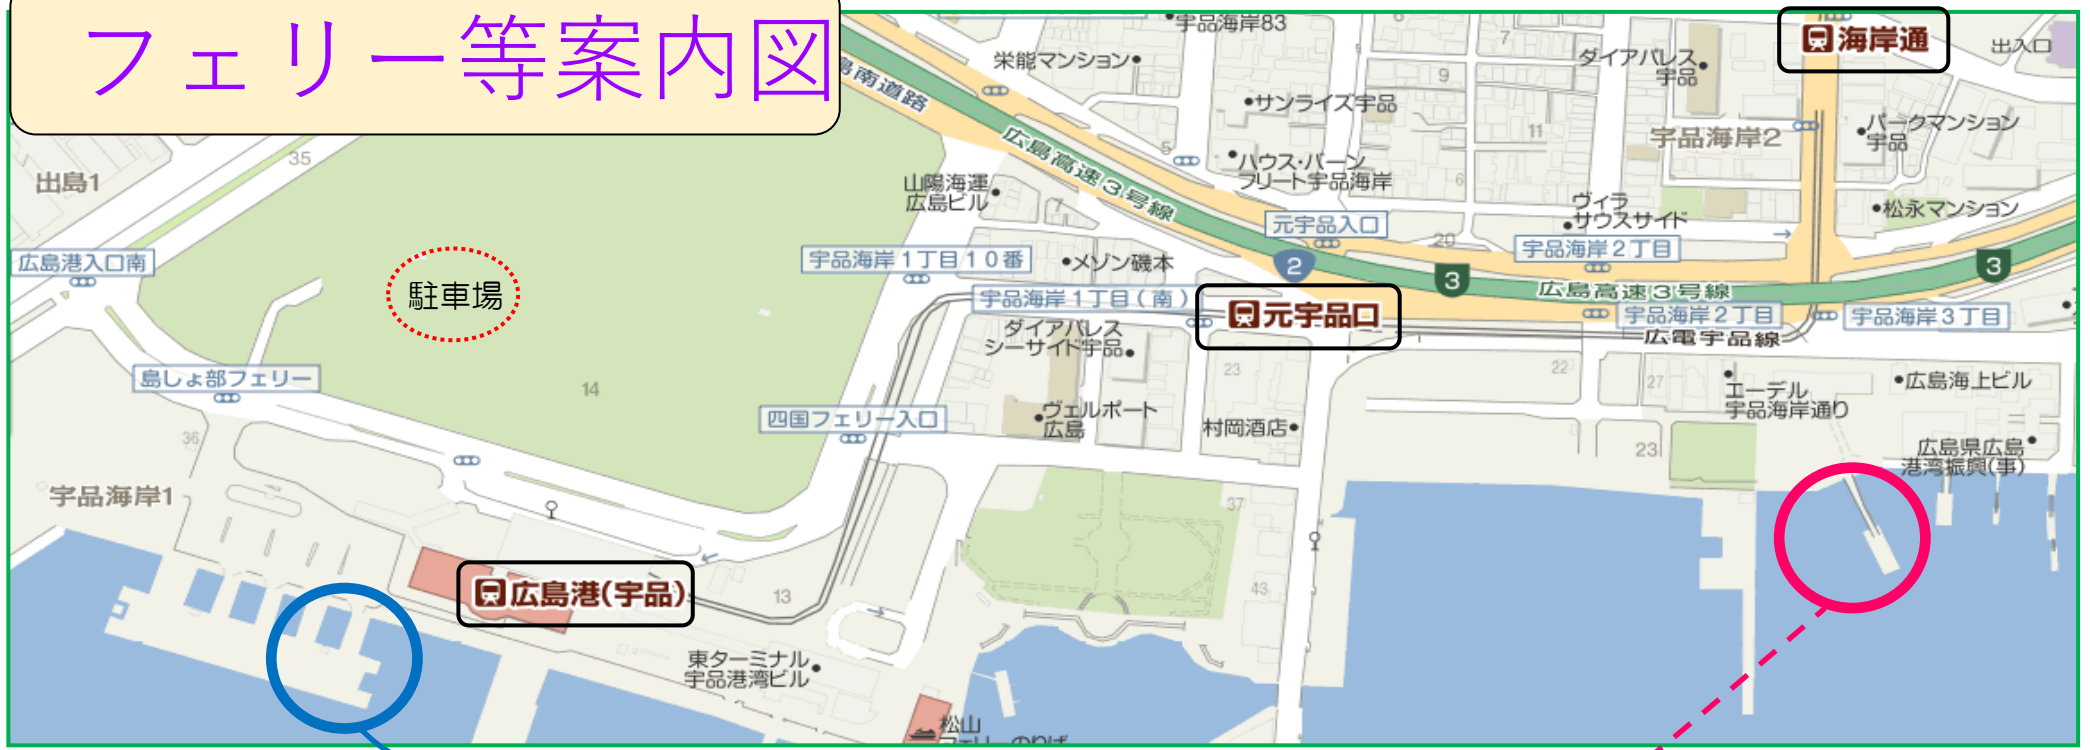 フェリー等案内図
宇品海岸83
栄能マンション
サンライズ宇品
ハウス・バーン
フリート宇品海岸
ダイアパレス
宇品
海岸通
出入口
宇品海岸2
パークマンション
宇品
ヴィラ
サウスサイド
松永マンション
島南道路
広島高速3号線
5
6
7
9
11
20
35
出島1
山陽海運
広島ビル
7
元宇品入口
宇品海岸2丁目
広島港入口南
宇品海岸1丁目10番
メゾン磯本
2
3
3
広島高速3号線
駐車場
宇品海岸1丁目(南)
元宇品口
宇品海岸2丁目
宇品海岸3丁目
広電宇品線
ダイアパレス
シーサイド宇品
島しょ部フェリー
14
23
22
27
エーデル
宇品海岸通り
広島海上ビル
四国フェリー入口
ヴェルポート
広島
村岡酒店
36
23
広島県広島
港湾振興(事)
宇品海岸1
37
広島港(宇品)
13
43
東ターミナル
宇品港湾ビル
松山
フェリーのりば